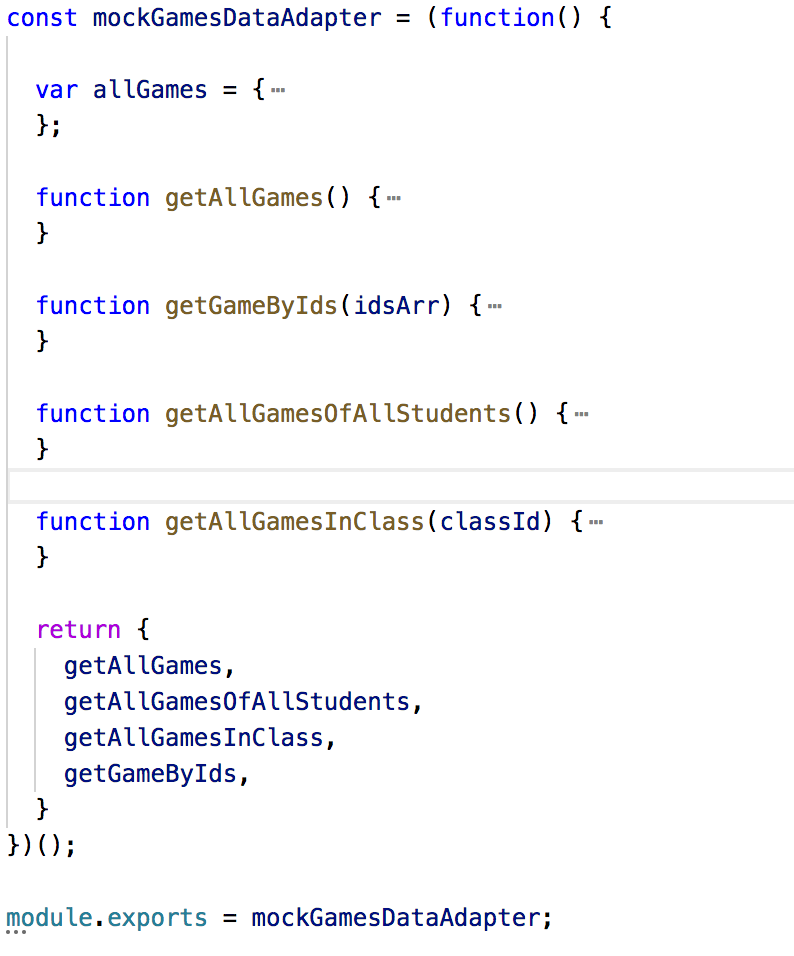 const mockGamesDataAdapter = (function() {
var allGames = {⋯
};
function getAllGames() {⋯
}
function getGameByIds(idsArr) {⋯
}
function getAllGamesOfAllStudents() {⋯
}
function getAllGamesInClass(classId) {⋯
}
return {
getAllGames,
getAllGamesOfAllStudents,
getAllGamesInClass,
getGameByIds,
}
})();
module.exports = mockGamesDataAdapter;